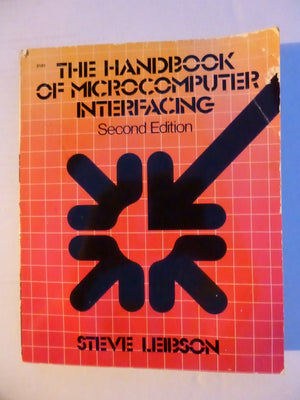 THE HANDBOOK
OF MICROCOMPUTER
INTERFACING
Second Edition
STEVE LEIBSON